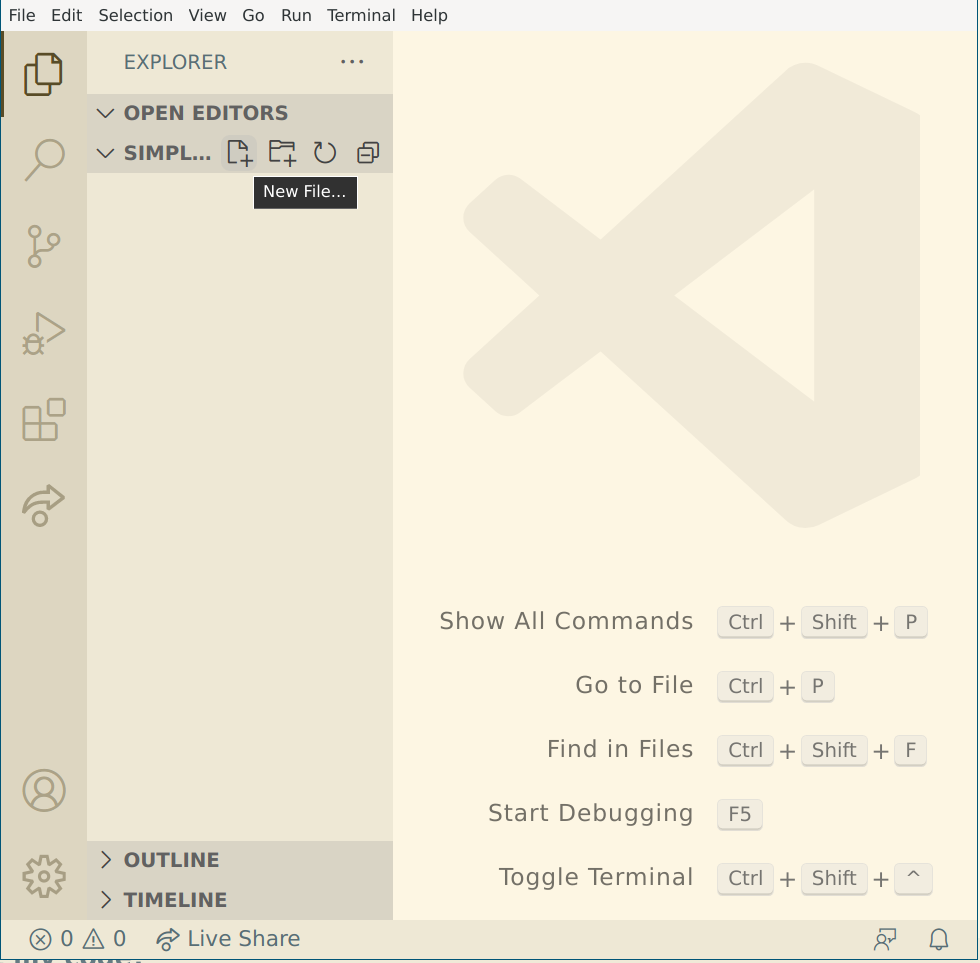 File Edit Selection View Go Run Terminal Help
EXPLORER
OPEN EDITORS
SIMPL...
New File...
Show All Commands Ctrl + Shift + P
Go to File Ctrl + P
Find in Files Ctrl + Shift + F
Start Debugging F5
Toggle Terminal Ctrl + Shift + ^
OUTLINE
TIMELINE
0 0 Live Share